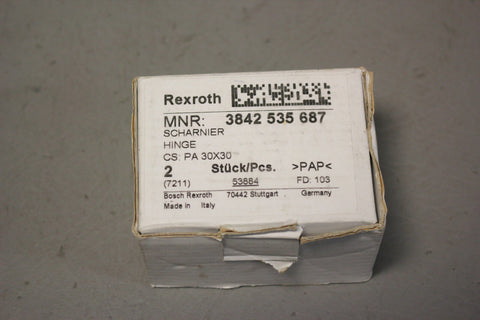 Rexroth
MNR: 3842 535 687
SCHARNIER
HINGE
CS: PA 30X30
2 Stück/Pcs. >PAP<
(7211) 53884 FD: 103
Bosch Rexroth 70442 Stuttgart Germany
Made in Italy